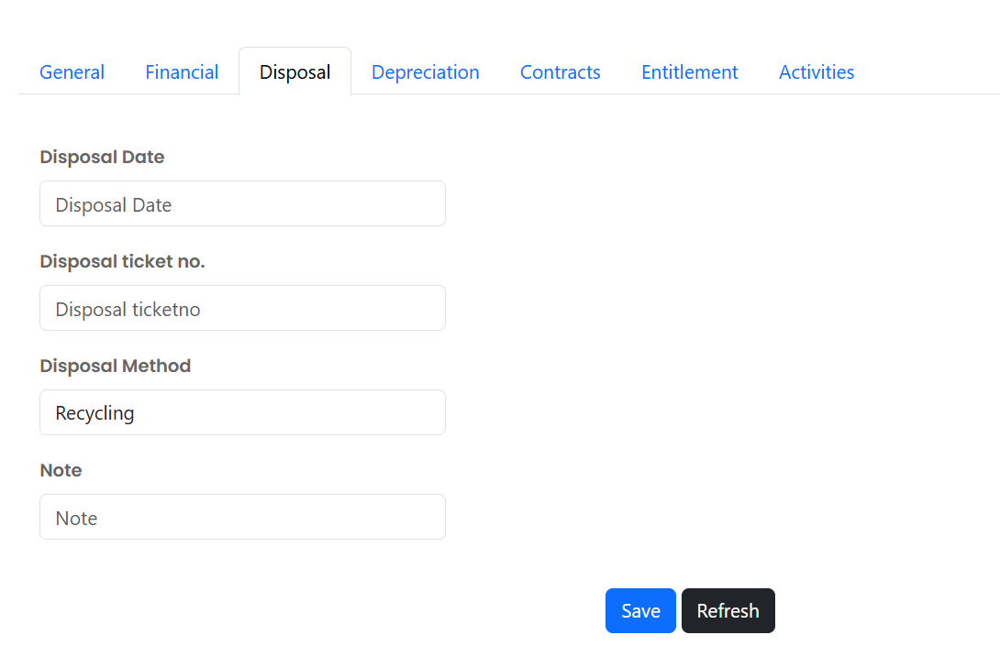 General Financial Disposal Depreciation Contracts Entitlement Activities
Disposal Date
Disposal Date
Disposal ticket no.
Disposal ticketno
Disposal Method
Recycling
Note
Note
Save Refresh